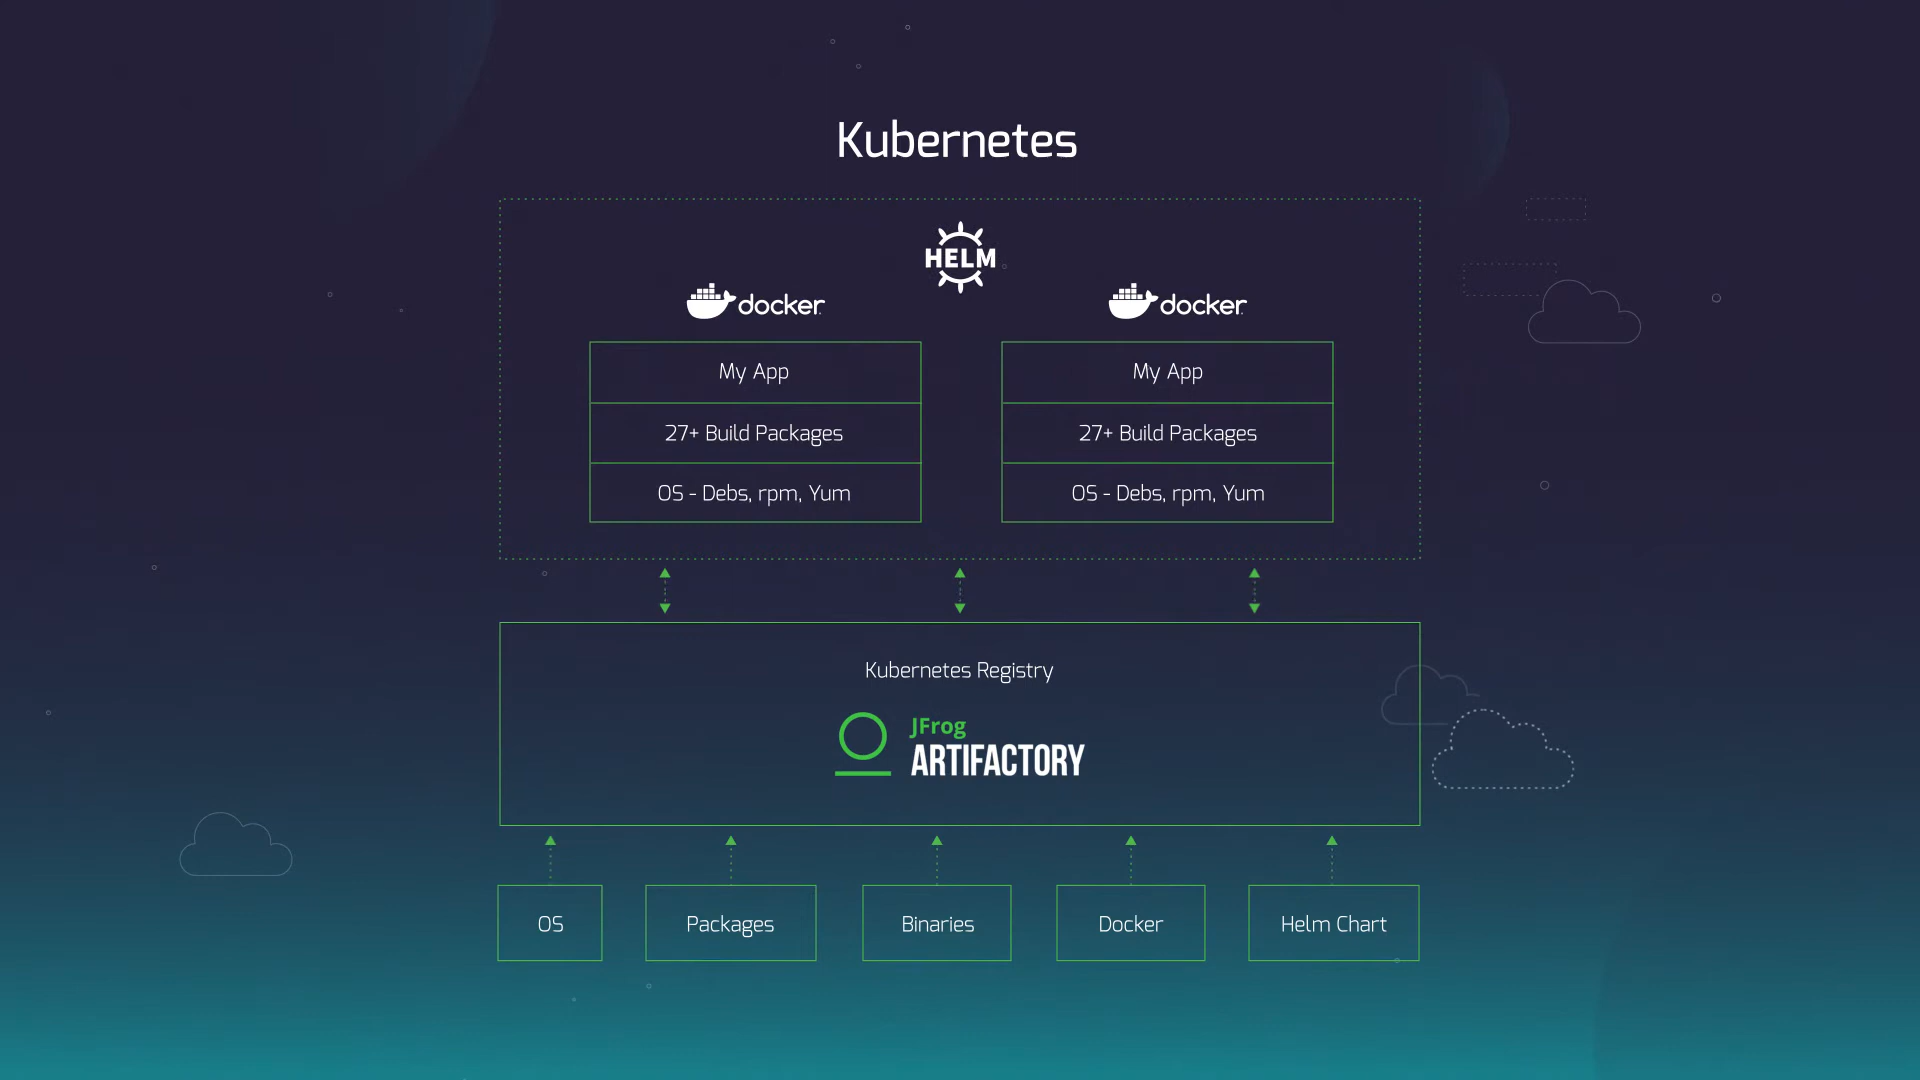 Kubernetes
HELM
docker
docker
My App
My App
27+ Build Packages
27+ Build Packages
OS - Debs, rpm, Yum
OS - Debs, rpm, Yum
Kubernetes Registry
JFrog
ARTIFACTORY
OS
Packages
Binaries
Docker
Helm Chart